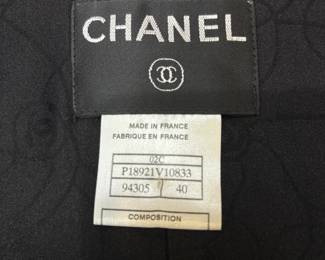 CHANEL
MADE IN FRANCE
FABRIQUE EN FRANCE
02C
P18921V10833
94305 40
COMPOSITION